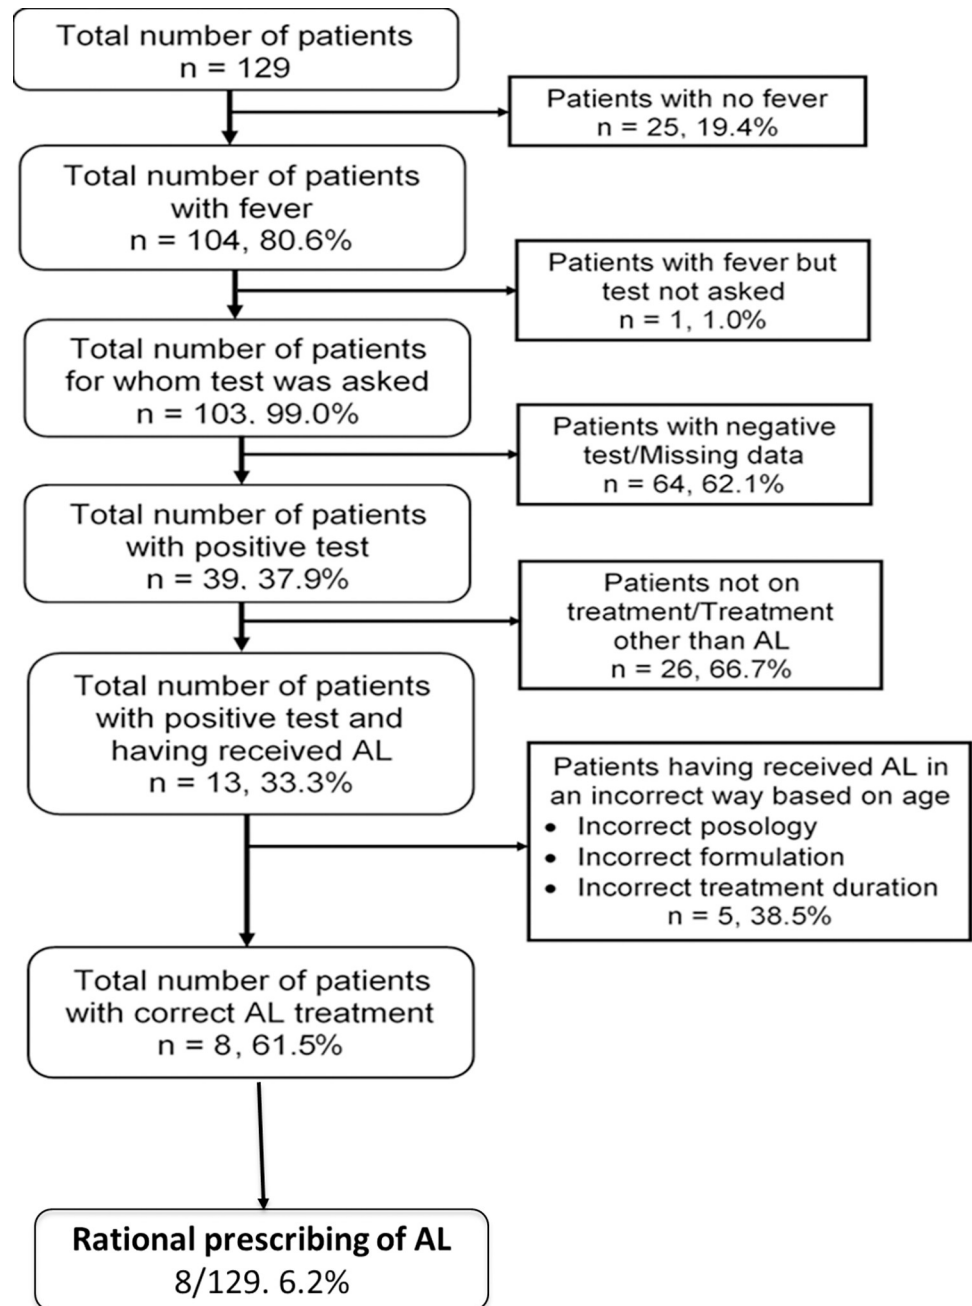 Total number of patients
n = 129
Patients with no fever
n = 25, 19.4%
Total number of patients
with fever
n = 104, 80.6%
Patients with fever but
test not asked
n = 1, 1.0%
Total number of patients
for whom test was asked
n = 103. 99.0%
Patients with negative
test/Missing data
n = 64, 62.1%
Total number of patients
with positive test
n = 39. 37.9%
Patients not on
treatment/Treatment
other than AL
n = 26, 66.7%
Total number of patients
with positive test and
having received AL
n = 13, 33.3%
Patients having received AL in
an incorrect way based on age
• Incorrect posology
• Incorrect formulation
• Incorrect treatment duration
n = 5, 38.5%
Total number of patients
with correct AL treatment
n = 8, 61.5%
Rational prescribing of AL
8/129. 6.2%